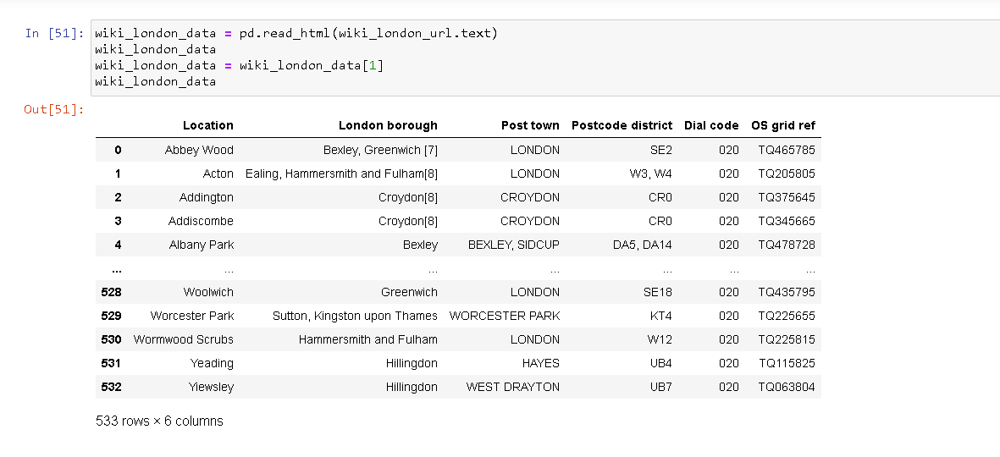 In [51]: wiki_london_data = pd.read_html(wiki_london_url.text)
wiki_london_data
wiki_london_data = wiki_london_data[1]
wiki_london_data
Out[51]:
Location London borough Post town Postcode district Dial code OS grid ref
0 Abbey Wood Bexley, Greenwich [7] LONDON SE2 020 TQ465785
1 Acton Ealing, Hammersmith and Fulham[8] LONDON W3, W4 020 TQ205805
2 Addington Croydon[8] CROYDON CR0 020 TQ375645
3 Addiscombe Croydon[8] CROYDON CR0 020 TQ345665
4 Albany Park Bexley BEXLEY, SIDCUP DA5, DA14 020 TQ478728
... ... ... ... ... ... ...
528 Woolwich Greenwich LONDON SE18 020 TQ435795
529 Worcester Park Sutton, Kingston upon Thames WORCESTER PARK KT4 020 TQ225655
530 Wormwood Scrubs Hammersmith and Fulham LONDON W12 020 TQ225815
531 Yeading Hillingdon HAYES UB4 020 TQ115825
532 Yiewsley Hillingdon WEST DRAYTON UB7 020 TQ063804
533 rows × 6 columns